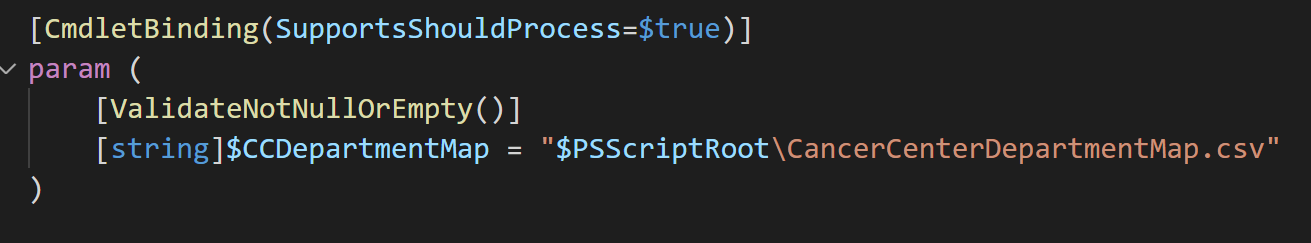 [CmdletBinding(SupportsShouldProcess=$true)]
param (
    [ValidateNotNullOrEmpty()]
    [string]$CCDepartmentMap = "$PSScriptRoot\CancerCenterDepartmentMap.csv"
)